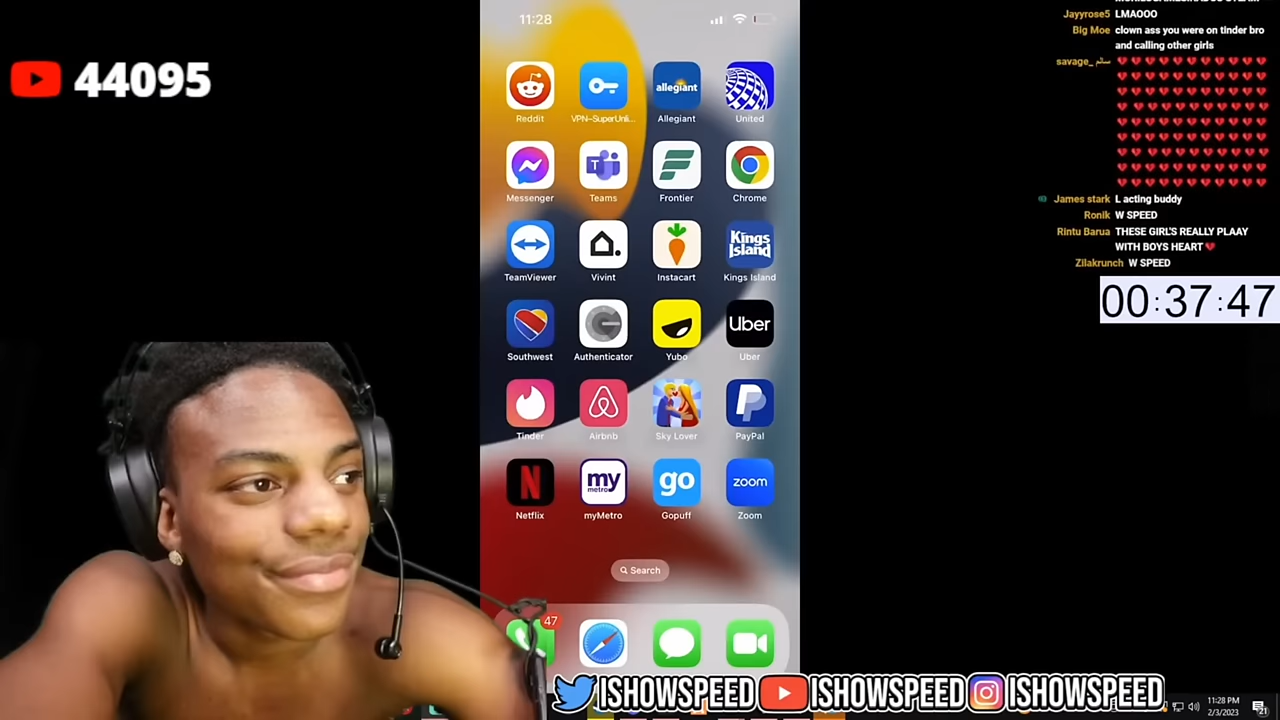 44095
11:28
Reddit
VPN-SuperUnli...
allegiant
Allegiant
United
Messenger
Teams
Frontier
Chrome
TeamViewer
Vivint
Instacart
Kings Island
Kings Island
Southwest
Authenticator
Yubo
Uber
Uber
Tinder
Airbnb
Sky Lover
PayPal
Netflix
my metro
myMetro
go
Gopuff
zoom
Zoom
Search
47
Jayyrose5 LMAOOO
Big Moe clown ass you were on tInder bro
and calling other girls
savage_ سلم
James stark L acting buddy
Ronik W SPEED
Rintu Barua THESE GIRL'S REALLY PLAAY
WITH BOYS HEART
Zilakrunch W SPEED
00:37:47
ISHOWSPEED ISHOWSPEED ISHOWSPEED
11:28 PM
2/3/2023